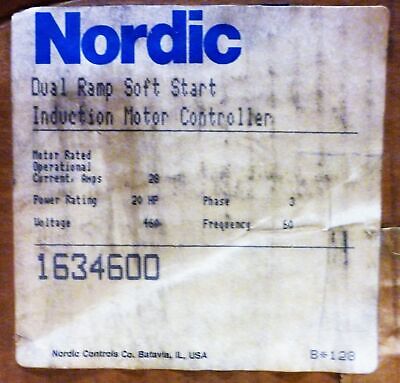 Nordic
Dual Ramp Soft Start
Induction Motor Controller
Motor Rated
Operational
Current, Amps 28
Power Rating 20 HP Phase 3
Voltage 460 Frequency 60
1634600
Nordic Controls Co. Batavia, IL, USA B*120